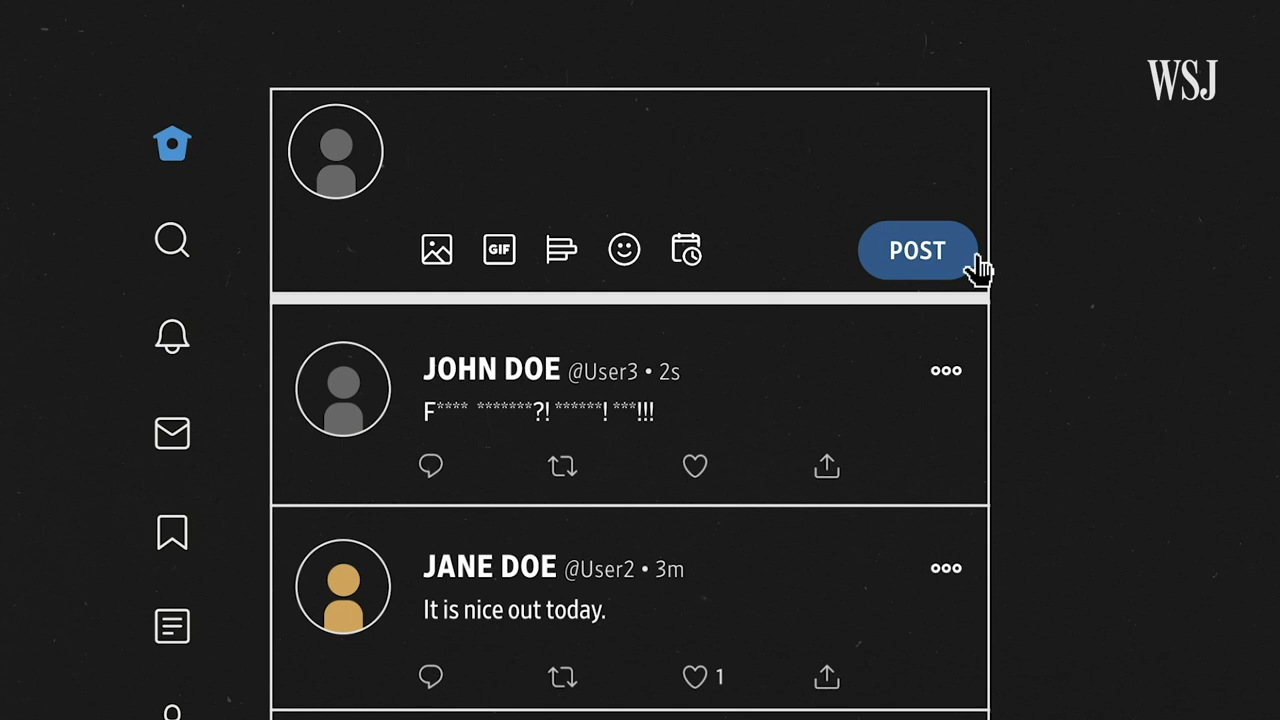 WSJ
GIF
POST
JOHN DOE @User3 • 2s
F**** *******?! ******! ***!!!
JANE DOE @User2 • 3m
It is nice out today.
1